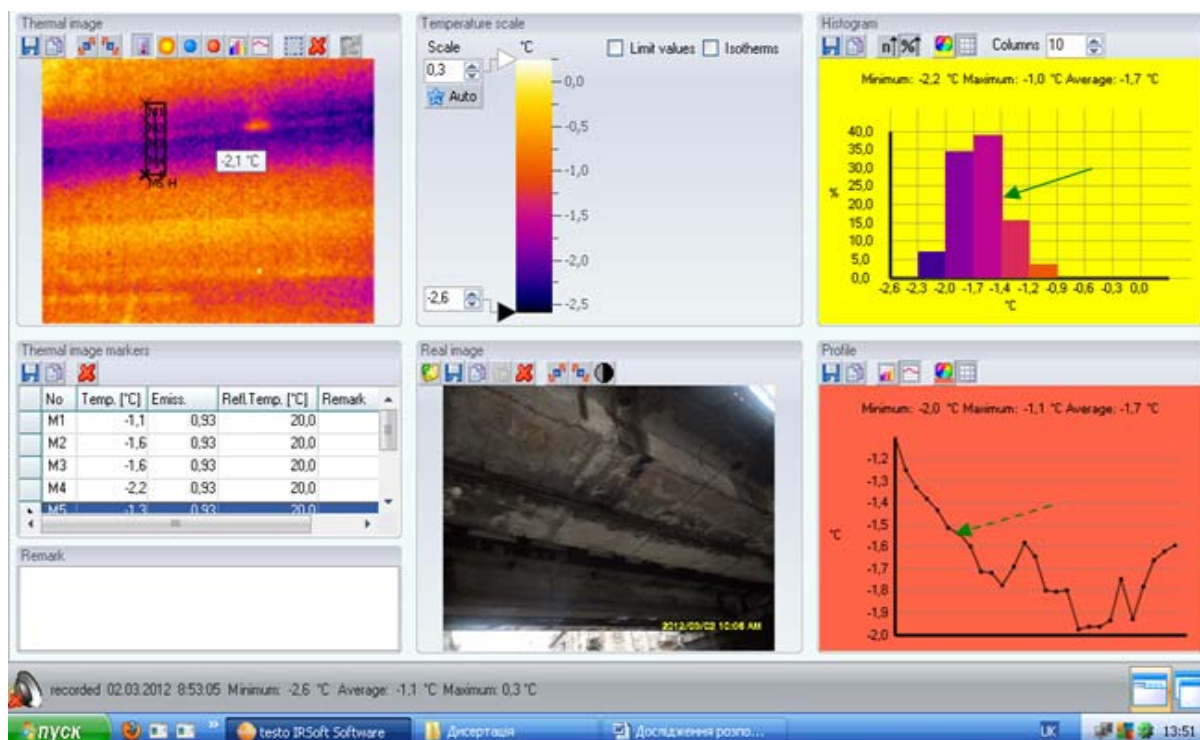 Thermal image
-2,1 °C
Temperature scale
Scale
°C
Limit values
Isotherms
0,3
Auto
0,0
-0,5
-1,0
-1,5
-2,0
-2,5
-2,6
Histogram
Columns 10
Minimum: -2,2 °C Maximum: -1,0 °C Average: -1,7 °C
40,0
35,0
30,0
25,0
20,0
15,0
10,0
5,0
0,0
%
-2,6 -2,3 -2,0 -1,7 -1,4 -1,2 -0,9 -0,6 -0,3 0,0
°C
Thermal image markers
No Temp. [°C] Emiss. Refl.Temp. [°C] Remark
M1 -1,1 0,93 20,0
M2 -1,6 0,93 20,0
M3 -1,6 0,93 20,0
M4 -2,2 0,93 20,0
M5 -1,3 0,93 20,0
Remark
Real image
2012/03/02 10:06 AM
Profile
Minimum: -2,0 °C Maximum: -1,1 °C Average: -1,7 °C
-1,2
-1,3
-1,4
-1,5
-1,6
-1,7
-1,8
-1,9
-2,0
°C
recorded 02.03.2012 8:53:05 Minimum: -2,6 °C Average: -1,1 °C Maximum: 0,3 °C
пуск
testo IRSoft Software
Дисертація
Дослідження розпо...
UK
13:51